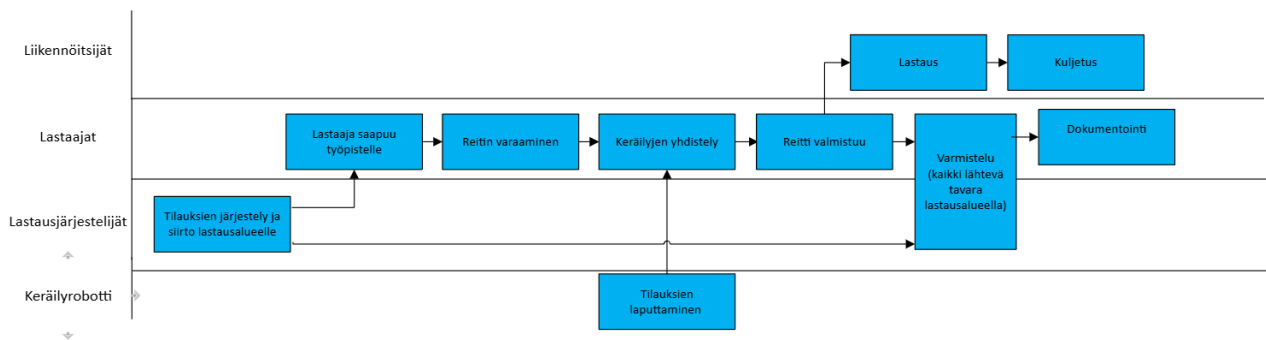 Liikennöitsijät
Lastaus
Kuljetus
Lastaajat
Lastaaja saapuu
työpistelle
Reitin varaaminen
Keräilyjen yhdistely
Reitti valmistuu
Varmistelu
(kaikki lähtevä
tavara
lastausalueella)
Dokumentointi
Lastausjärjestelijät
Tilauksien järjestely ja
siirto lastausalueelle
Keräilyrobotti
Tilauksien
laputtaminen